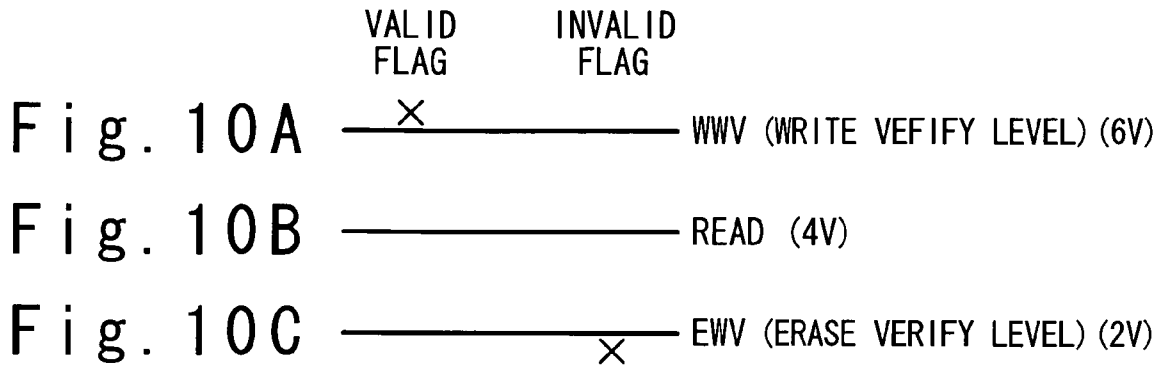 VALID INVALID
FLAG FLAG
Fig. 10A WWV (WRITE VEFIFY LEVEL) (6V)
Fig. 10B READ (4V)
Fig. 10C EWV (ERASE VERIFY LEVEL) (2V)